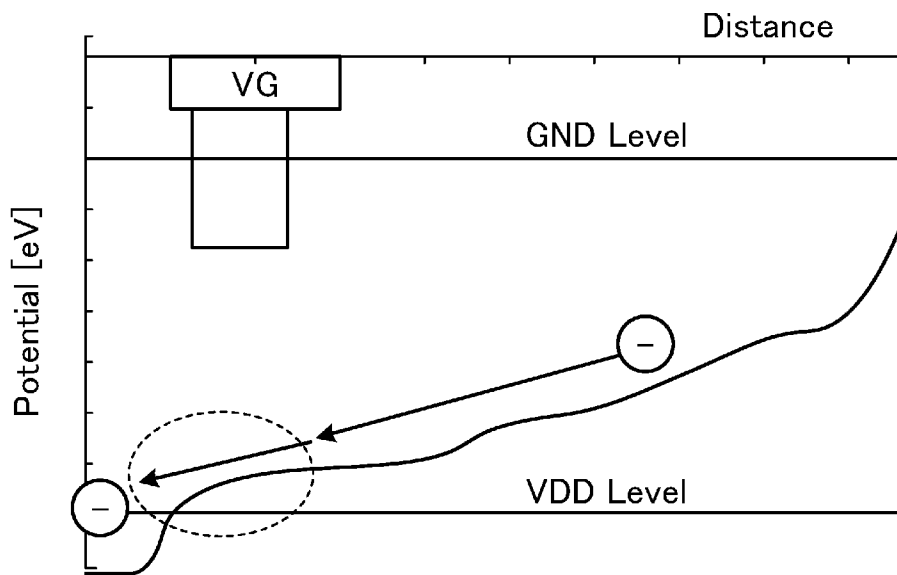 Distance
VG
GND Level
Potential [eV]
−
VDD Level
−